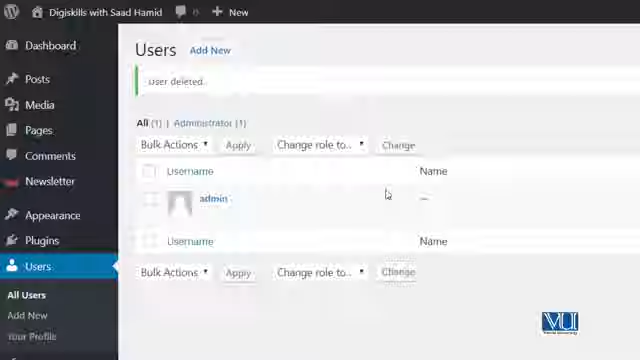 Digiskills with Saad Hamid 0 + New
Dashboard
Posts
Media
Pages
Comments
Newsletter
Appearance
Plugins
Users
All Users
Add New
Your Profile
Users Add New
User deleted.
All (1) | Administrator (1)
Bulk Actions Apply Change role to... Change
Username Name
admin —
Username Name
Bulk Actions Apply Change role to... Change
VU